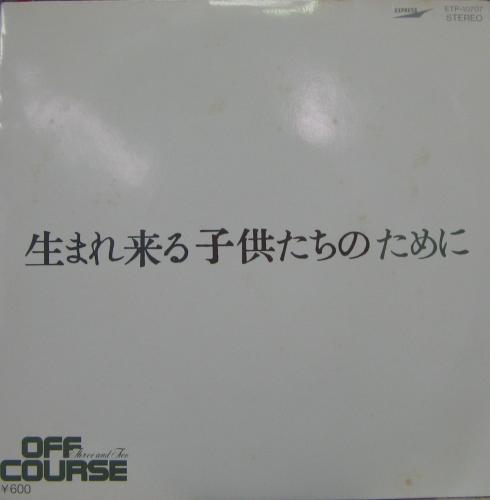 EXPRESS
ETP-10707
STEREO
生まれ来る子供たちのために
OFF
Three and Two
COURSE
¥600